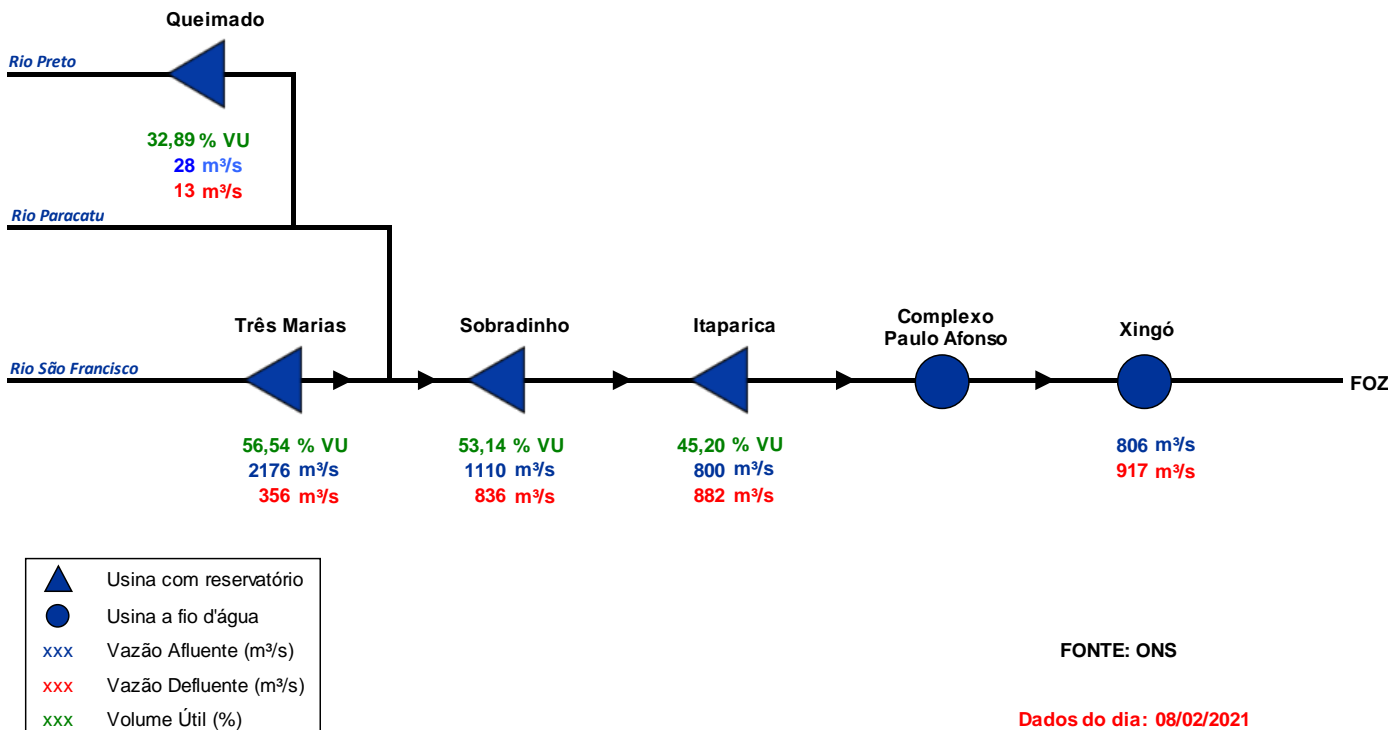 Queimado
Rio Preto
32,89 % VU
28 m³/s
13 m³/s
Rio Paracatu
Três Marias
Sobradinho
Itaparica
Complexo
Paulo Afonso
Xingó
Rio São Francisco
FOZ
56,54 % VU
2176 m³/s
356 m³/s
53,14 % VU
1110 m³/s
836 m³/s
45,20 % VU
800 m³/s
882 m³/s
806 m³/s
917 m³/s
Usina com reservatório
Usina a fio d'água
xxx Vazão Afluente (m³/s)
xxx Vazão Defluente (m³/s)
xxx Volume Útil (%)
FONTE: ONS
Dados do dia: 08/02/2021